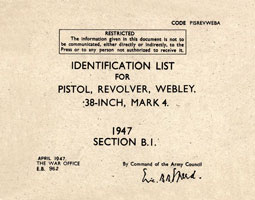 CODE PISREVWEBA
RESTRICTED
The information given in this document is not to
be communicated, either directly or indirectly, to the
Press or to any person not authorized to receive it.
IDENTIFICATION LIST
FOR
PISTOL, REVOLVER, WEBLEY.
·38-INCH, MARK 4.
1947
SECTION B.I.
APRIL, 1947.
THE WAR OFFICE
E.B. 962
By Command of the Army Council